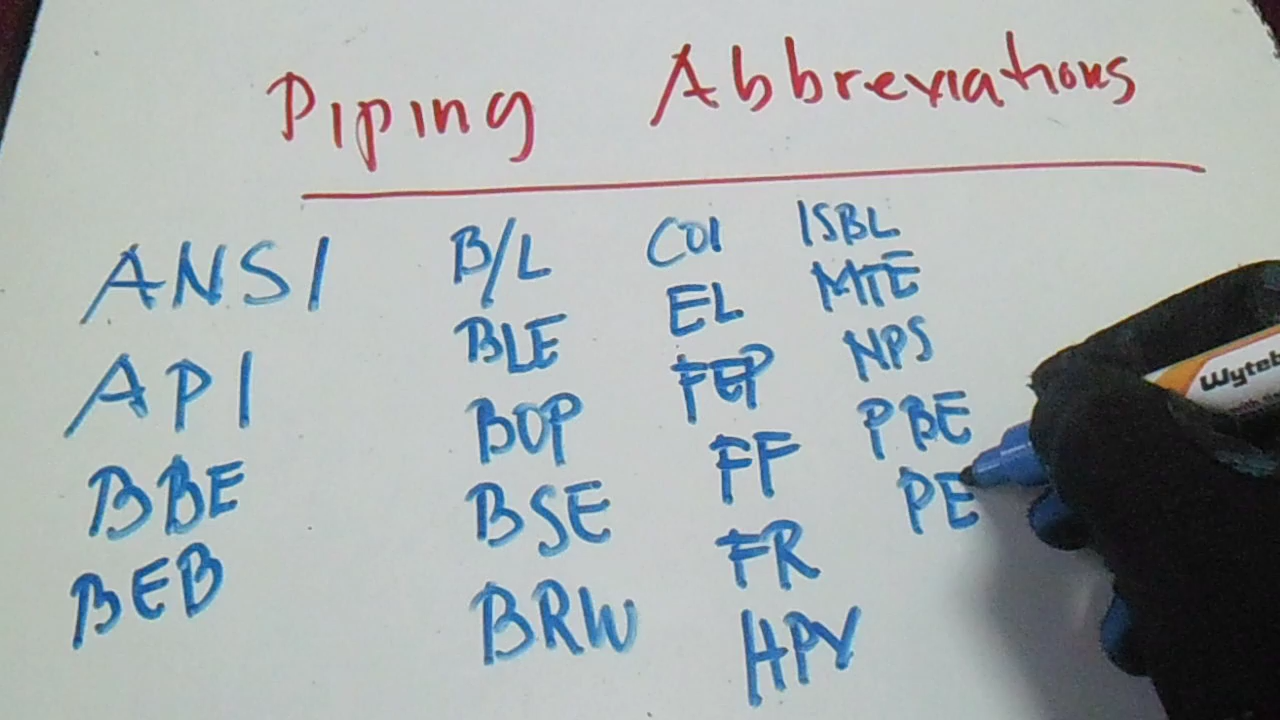 Piping Abbreviations
ANSI
API
BBE
BEB
B/L
BLE
BOP
BSE
BRW
COI
EL
FEP
FF
FR
HPV
ISBL
MTE
NPS
PBE
PE